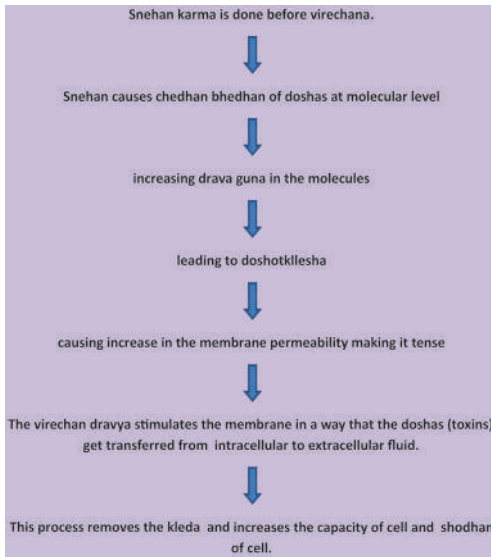 Snehan karma is done before virechana.
Snehan causes chedhan bhedhan of doshas at molecular level
increasing drava guna in the molecules
leading to doshotkllesha
causing increase in the membrane permeability making it tense
The virechan dravya stimulates the membrane in a way that the doshas (toxins)
get transferred from intracellular to extracellular fluid.
This process removes the kleda and increases the capacity of cell and shodhan
of cell.